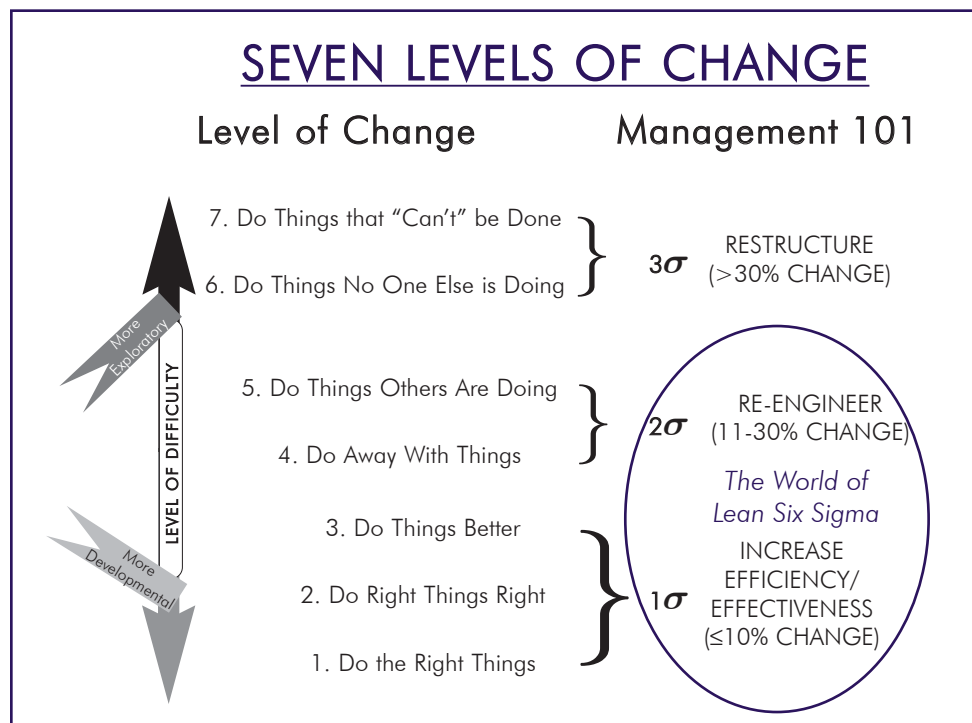 SEVEN LEVELS OF CHANGE
Level of Change
Management 101
7. Do Things that “Can’t” be Done
6. Do Things No One Else is Doing
3σ
RESTRUCTURE
(>30% CHANGE)
More
Exploratory
LEVEL OF DIFFICULTY
More
Developmental
5. Do Things Others Are Doing
4. Do Away With Things
2σ
RE-ENGINEER
(11-30% CHANGE)
The World of
Lean Six Sigma
3. Do Things Better
2. Do Right Things Right
1. Do the Right Things
1σ
INCREASE
EFFICIENCY/
EFFECTIVENESS
(≤10% CHANGE)